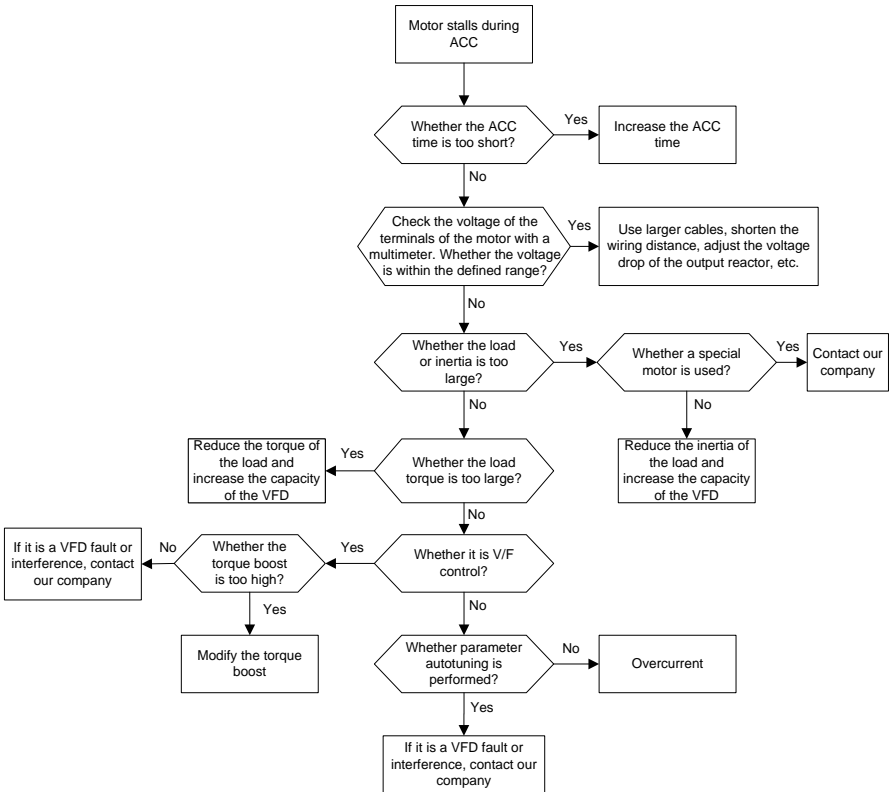 Motor stalls during
ACC
Whether the ACC
time is too short?
Yes
Increase the ACC
time
No
Check the voltage of the
terminals of the motor with a
multimeter. Whether the voltage
is within the defined range?
Yes
Use larger cables, shorten the
wiring distance, adjust the voltage
drop of the output reactor, etc.
No
Whether the load
or inertia is too
large?
Yes
Whether a special
motor is used?
Yes
Contact our
company
No
No
Reduce the torque of
the load and
increase the capacity
of the VFD
Yes
Whether the load
torque is too large?
Reduce the inertia of
the load and
increase the capacity
of the VFD
No
If it is a VFD fault or
interference, contact
our company
No
Whether the
torque boost
is too high?
Yes
Whether it is V/F
control?
Yes
No
Modify the torque
boost
Whether parameter
autotuning is
performed?
No
Overcurrent
Yes
If it is a VFD fault or
interference, contact our
company